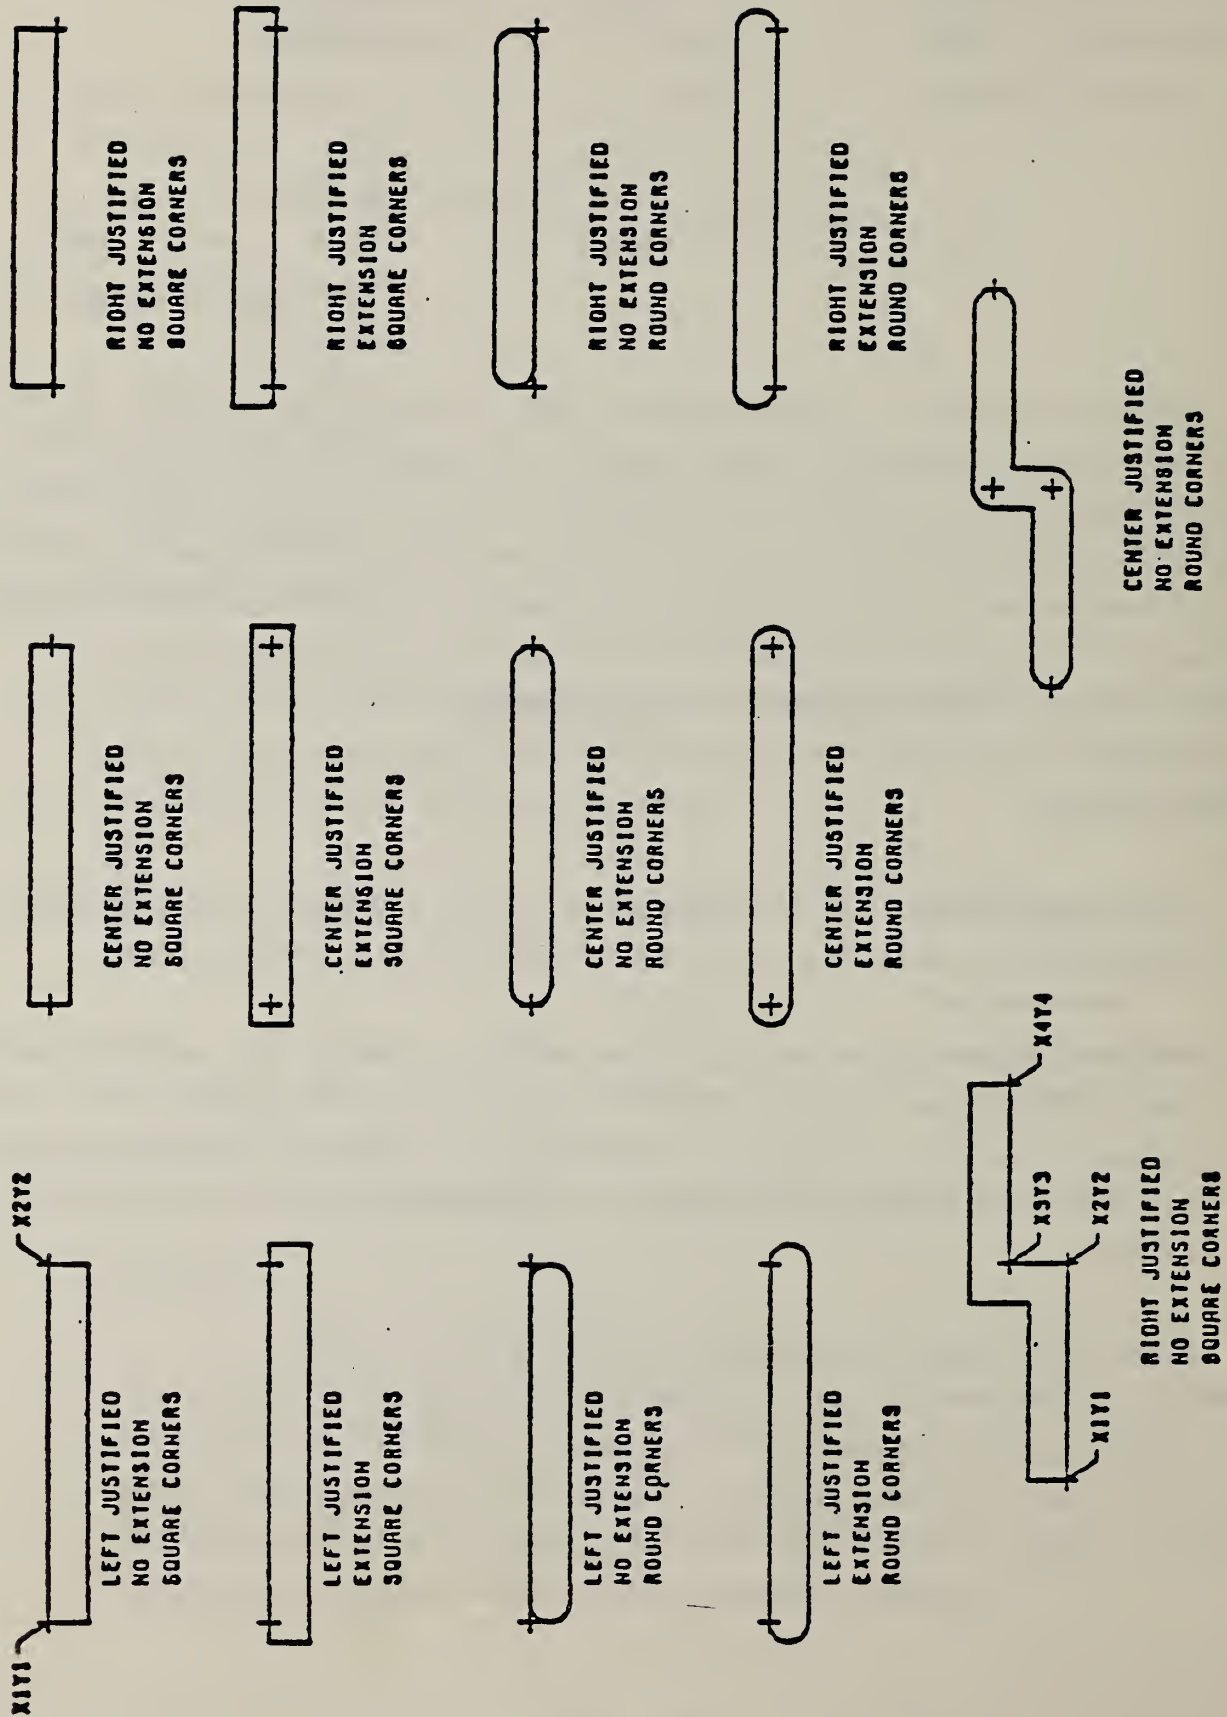 X1Y1
X2Y2
LEFT JUSTIFIED
NO EXTENSION
SQUARE CORNERS
CENTER JUSTIFIED
NO EXTENSION
SQUARE CORNERS
RIGHT JUSTIFIED
NO EXTENSION
SQUARE CORNERS
LEFT JUSTIFIED
EXTENSION
SQUARE CORNERS
CENTER JUSTIFIED
EXTENSION
SQUARE CORNERS
RIGHT JUSTIFIED
EXTENSION
SQUARE CORNERS
LEFT JUSTIFIED
NO EXTENSION
ROUND CORNERS
CENTER JUSTIFIED
NO EXTENSION
ROUND CORNERS
RIGHT JUSTIFIED
NO EXTENSION
ROUND CORNERS
LEFT JUSTIFIED
EXTENSION
ROUND CORNERS
CENTER JUSTIFIED
EXTENSION
ROUND CORNERS
RIGHT JUSTIFIED
EXTENSION
ROUND CORNERS
X3Y3
X4Y4
X1Y1
X2Y2
RIGHT JUSTIFIED
NO EXTENSION
SQUARE CORNERS
CENTER JUSTIFIED
NO EXTENSION
ROUND CORNERS